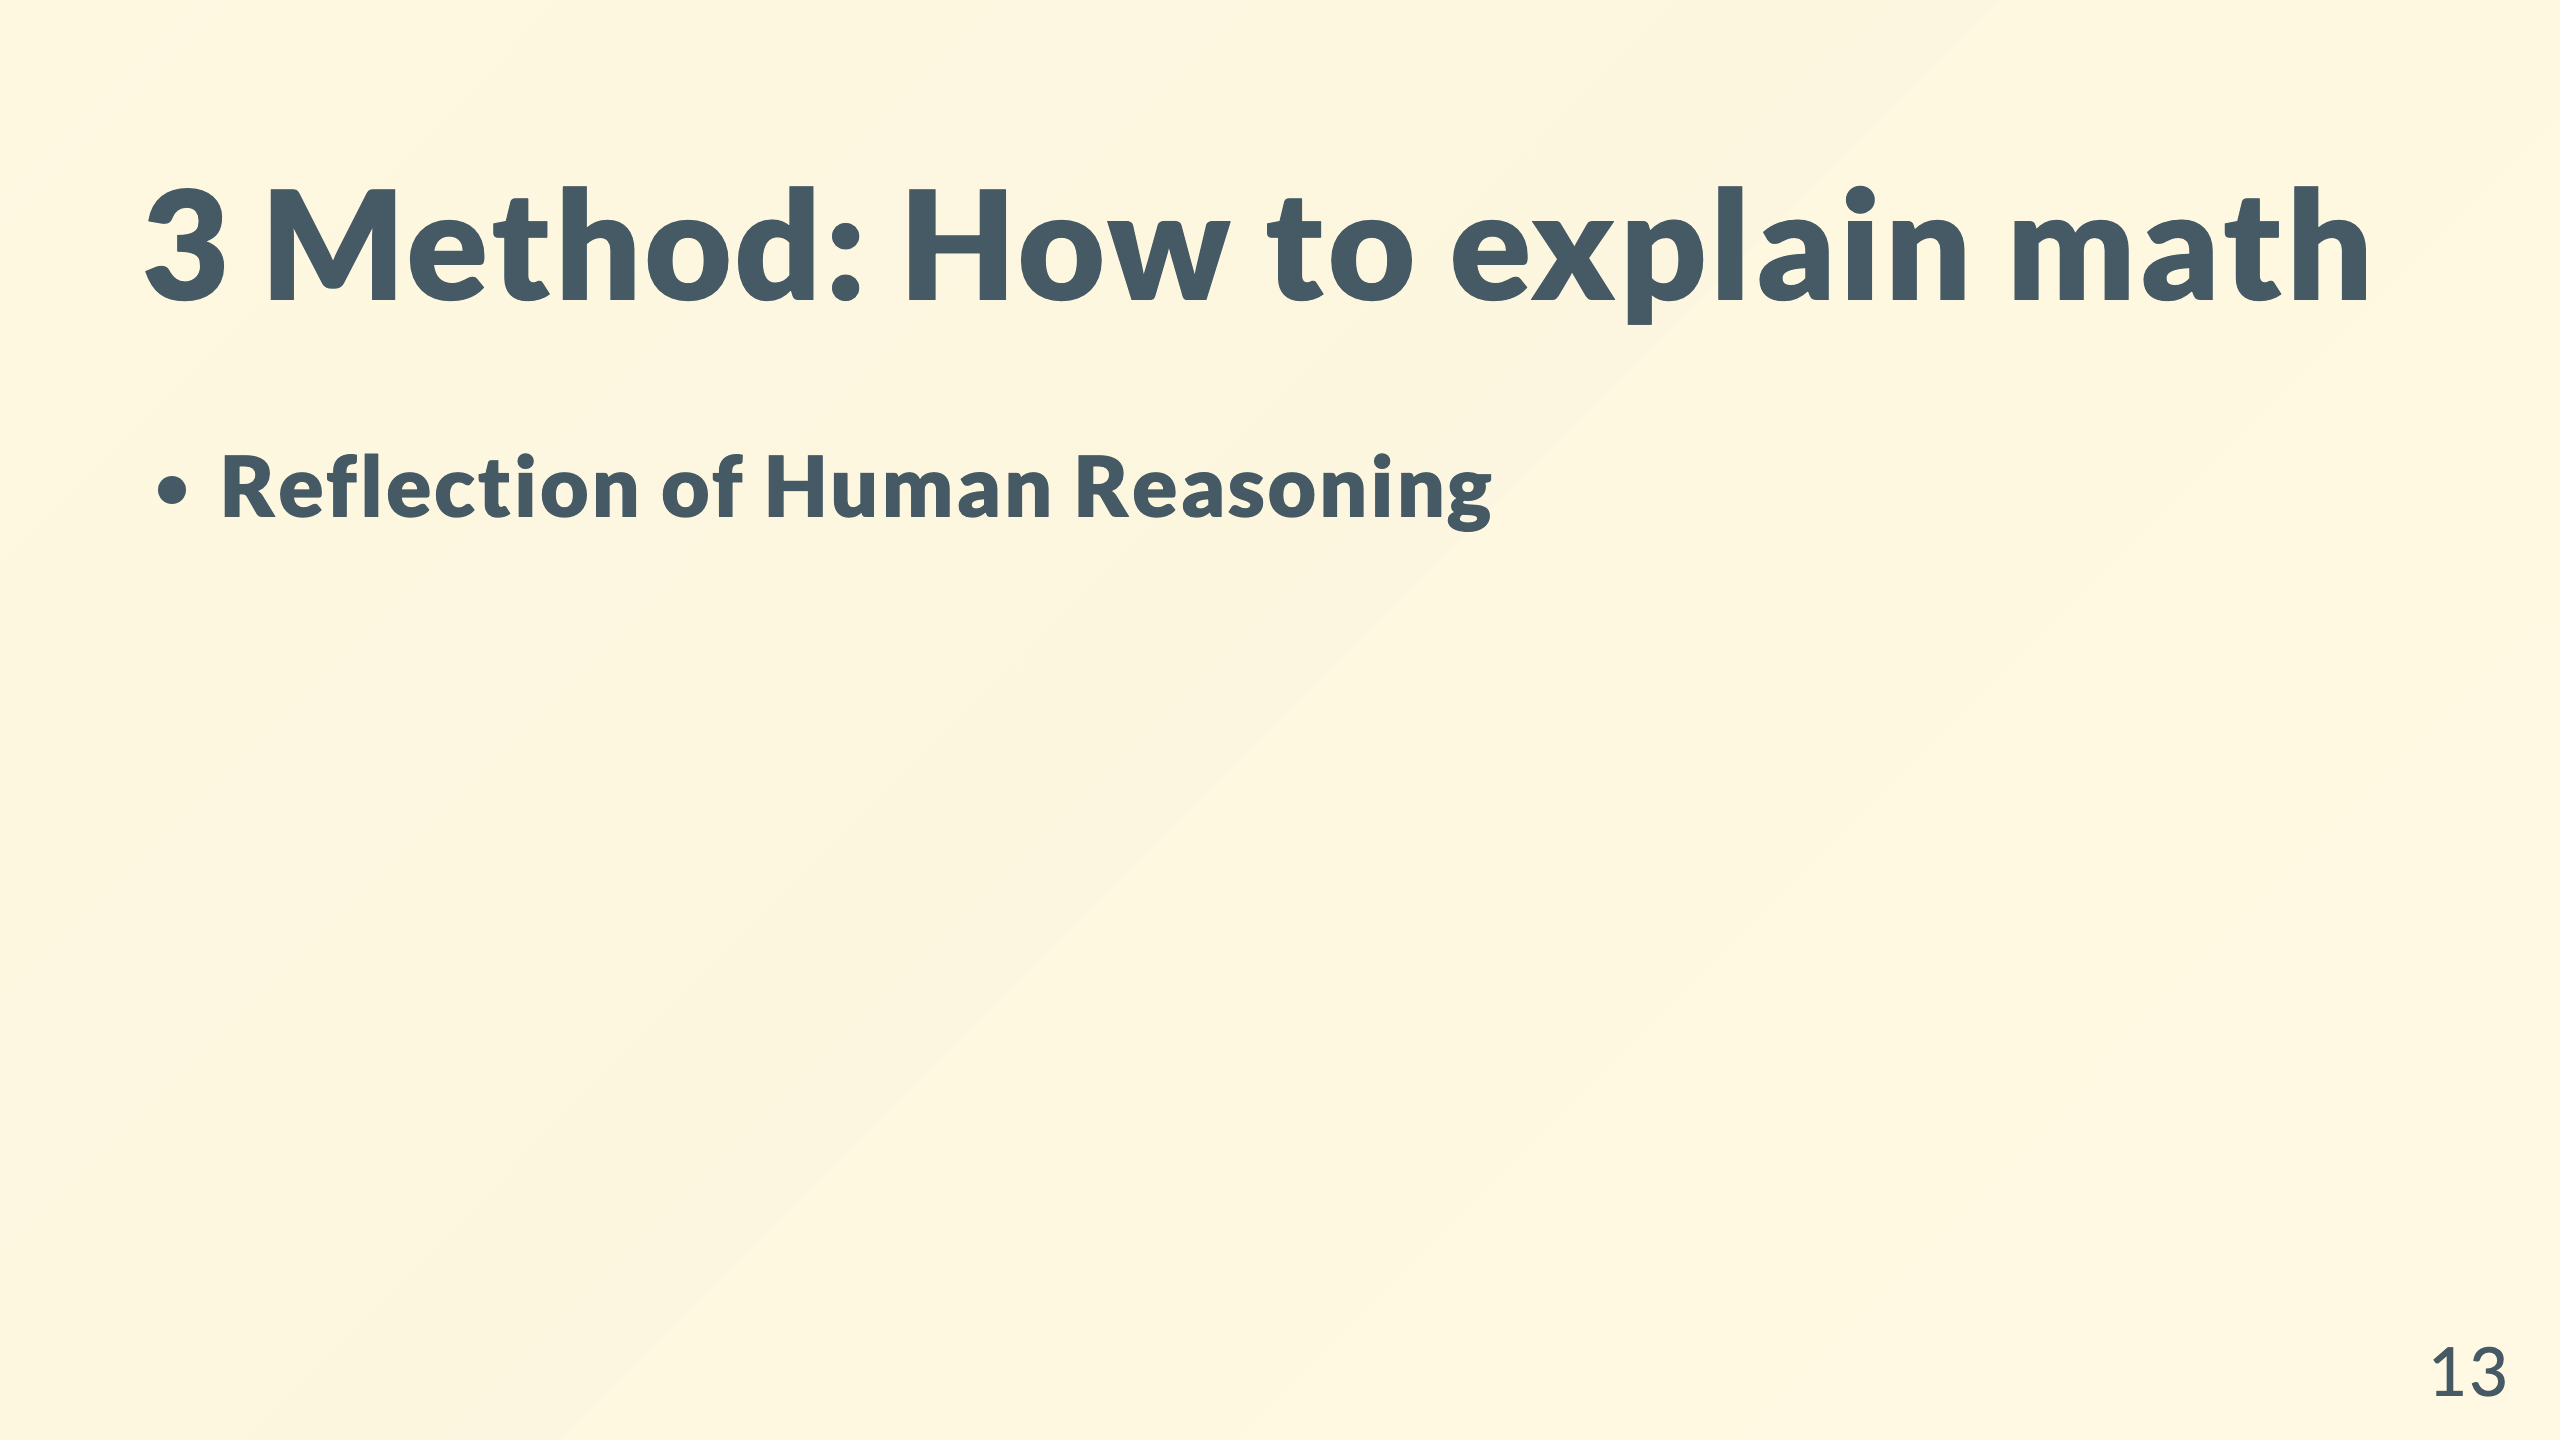 3 Method: How to explain math
• Reflection of Human Reasoning
13